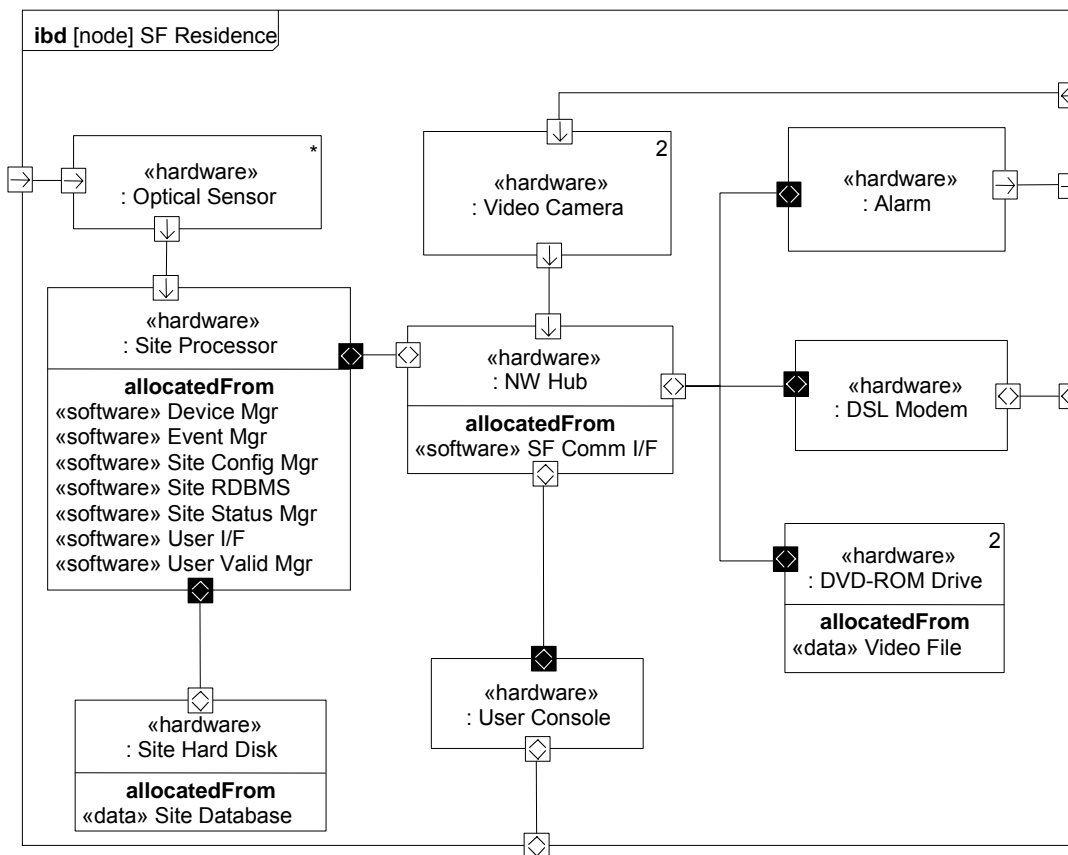 ibd [node] SF Residence
*
«hardware»
: Optical Sensor
2
«hardware»
: Video Camera
«hardware»
: Alarm
«hardware»
: Site Processor
allocatedFrom
«software» Device Mgr
«software» Event Mgr
«software» Site Config Mgr
«software» Site RDBMS
«software» Site Status Mgr
«software» User I/F
«software» User Valid Mgr
«hardware»
: NW Hub
allocatedFrom
«software» SF Comm I/F
«hardware»
: DSL Modem
2
«hardware»
: DVD-ROM Drive
allocatedFrom
«data» Video File
«hardware»
: Site Hard Disk
allocatedFrom
«data» Site Database
«hardware»
: User Console